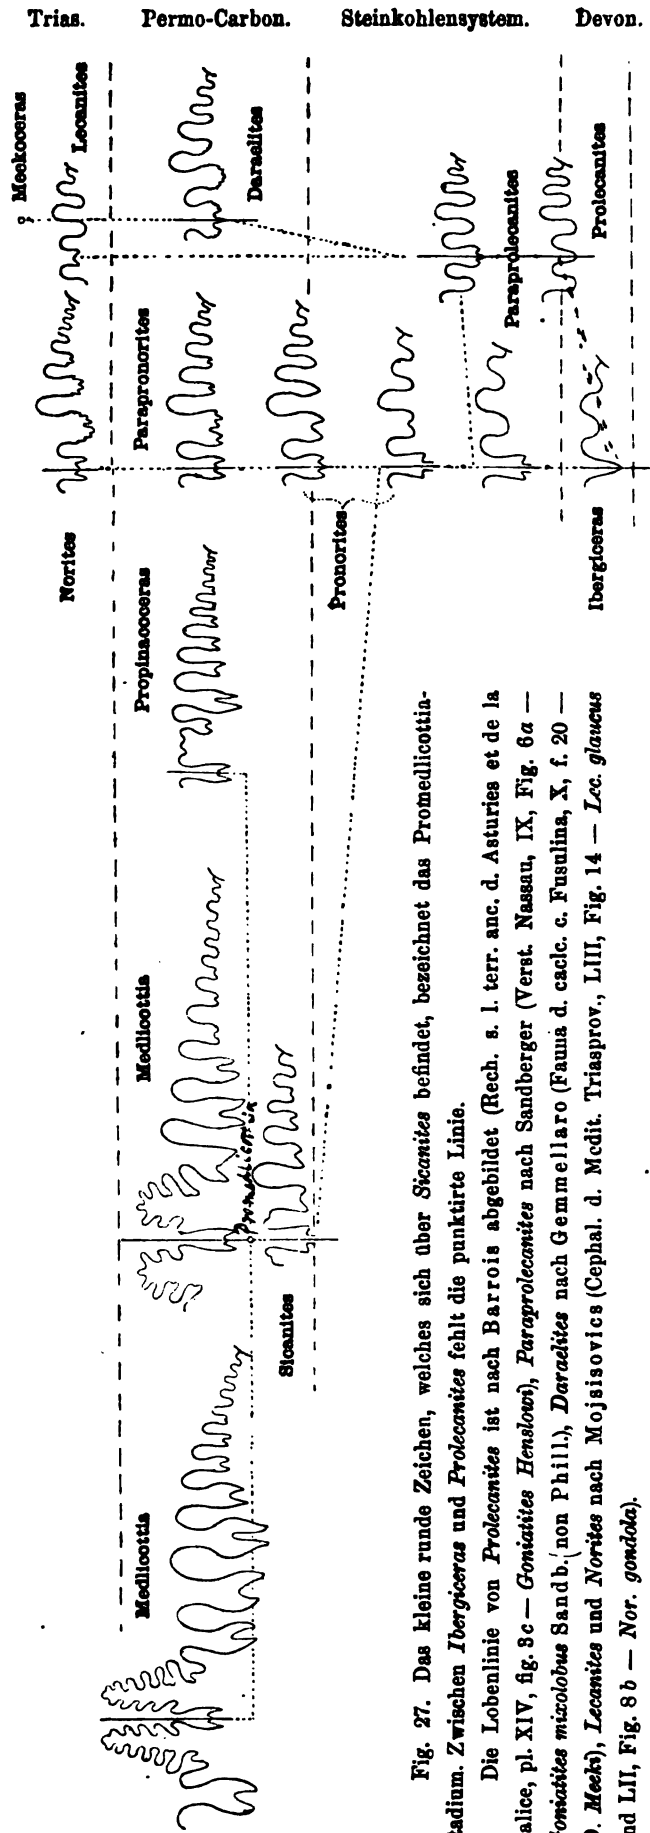 Trias. Permo-Carbon. Steinkohlensystem. Devon.
Meekoceras
Lecanites
Daraelites
Paraprolecanites
Prolecanites
Norites
Parapronorites
Pronorites
Ibergiceras
Propinacoceras
Medlicottia
Promedlicottia
Sicanites
Medlicottia
Fig. 27. Das kleine runde Zeichen, welches sich über Sicanites befindet, bezeichnet das Promedlicottia-
tadium. Zwischen Ibergiceras und Prolecanites fehlt die punktirte Linie.
Die Lobenlinie von Prolecanites ist nach Barrois abgebildet (Rech. s. l. terr. anc. d. Asturies et de la
alice, pl. XIV, fig. 3c — Goniatites Henslowi), Paraprolecanites nach Sandberger (Verst. Nassau, IX, Fig. 6a —
oniatites mixolobus Sandb. (non Phill.), Daraelites nach Gemmellaro (Fauna d. caclc. c. Fusulina, X, f. 20 —
). Meeki), Lecanites und Norites nach Mojsisovics (Cephal. d. Medit. Triasprov., LIII, Fig. 14 — Lec. glaucus
nd LII, Fig. 8b — Nor. gondola).